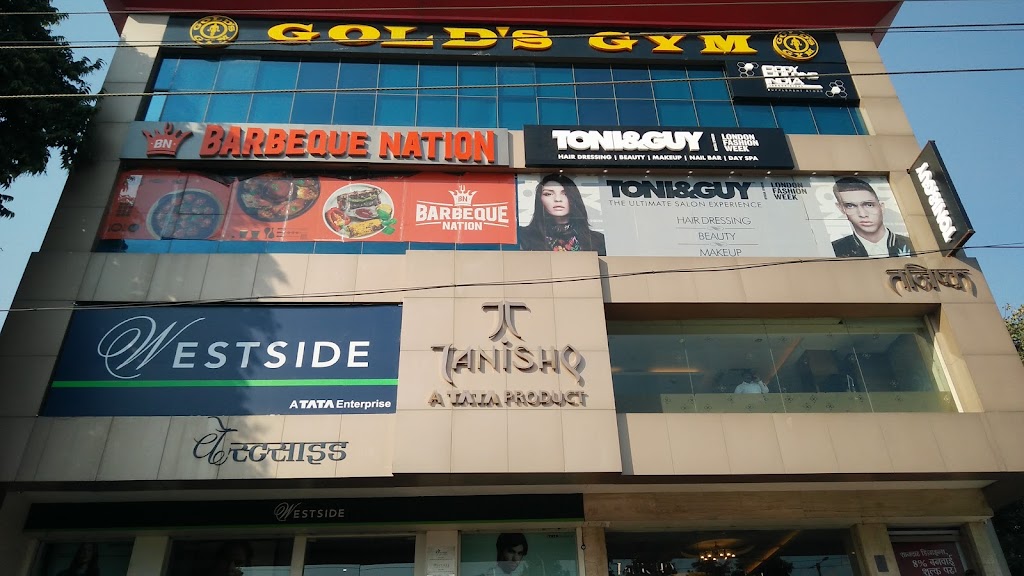 GOLD'S GYM
BARBEQUE NATION
BN
TONI&GUY LONDON FASHION WEEK
HAIR DRESSING | BEAUTY | MAKEUP | NAIL BAR | DAY SPA
TONI&GUY
BN
BARBEQUE NATION
TONI&GUY LONDON FASHION WEEK
THE ULTIMATE SALON EXPERIENCE
HAIR DRESSING
BEAUTY
MAKEUP
तनिष्क
WESTSIDE
A TATA Enterprise
TANISHQ
A TATA PRODUCT
वेस्टसाइड
WESTSIDE